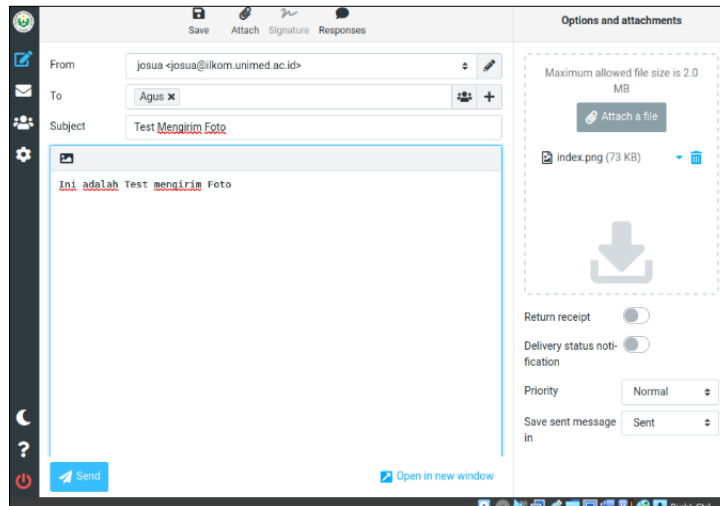 Save Attach Signature Responses
Options and attachments
From josua <josua@ilkom.unimed.ac.id>
To Agus
Subject Test Mengirim Foto
Ini adalah Test mengirim Foto
Send
Open in new window
Maximum allowed file size is 2.0
MB
Attach a file
index.png (73 KB)
Return receipt
Delivery status noti-
fication
Priority Normal
Save sent message Sent
in
Right Ctrl